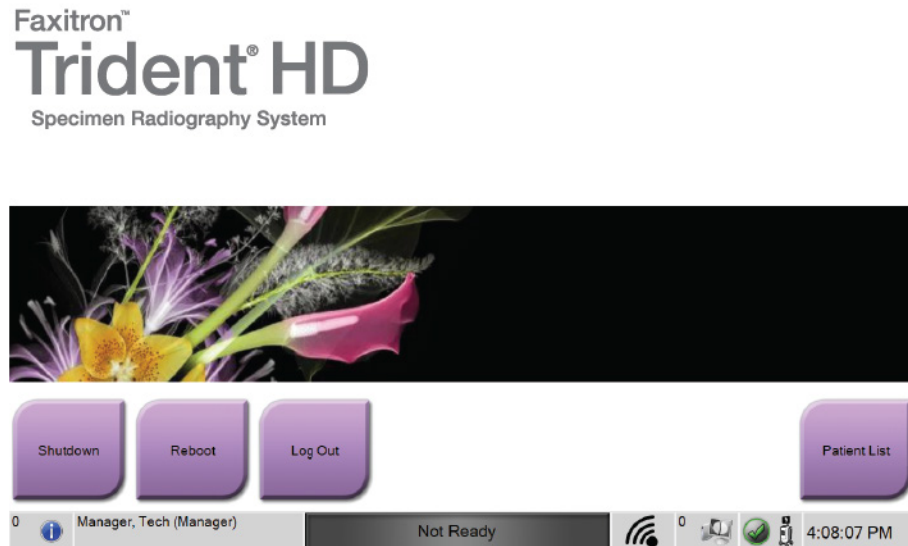 Faxitron™
Trident® HD
Specimen Radiography System
Shutdown
Reboot
Log Out
Patient List
0
Manager, Tech (Manager)
Not Ready
0
4:08:07 PM